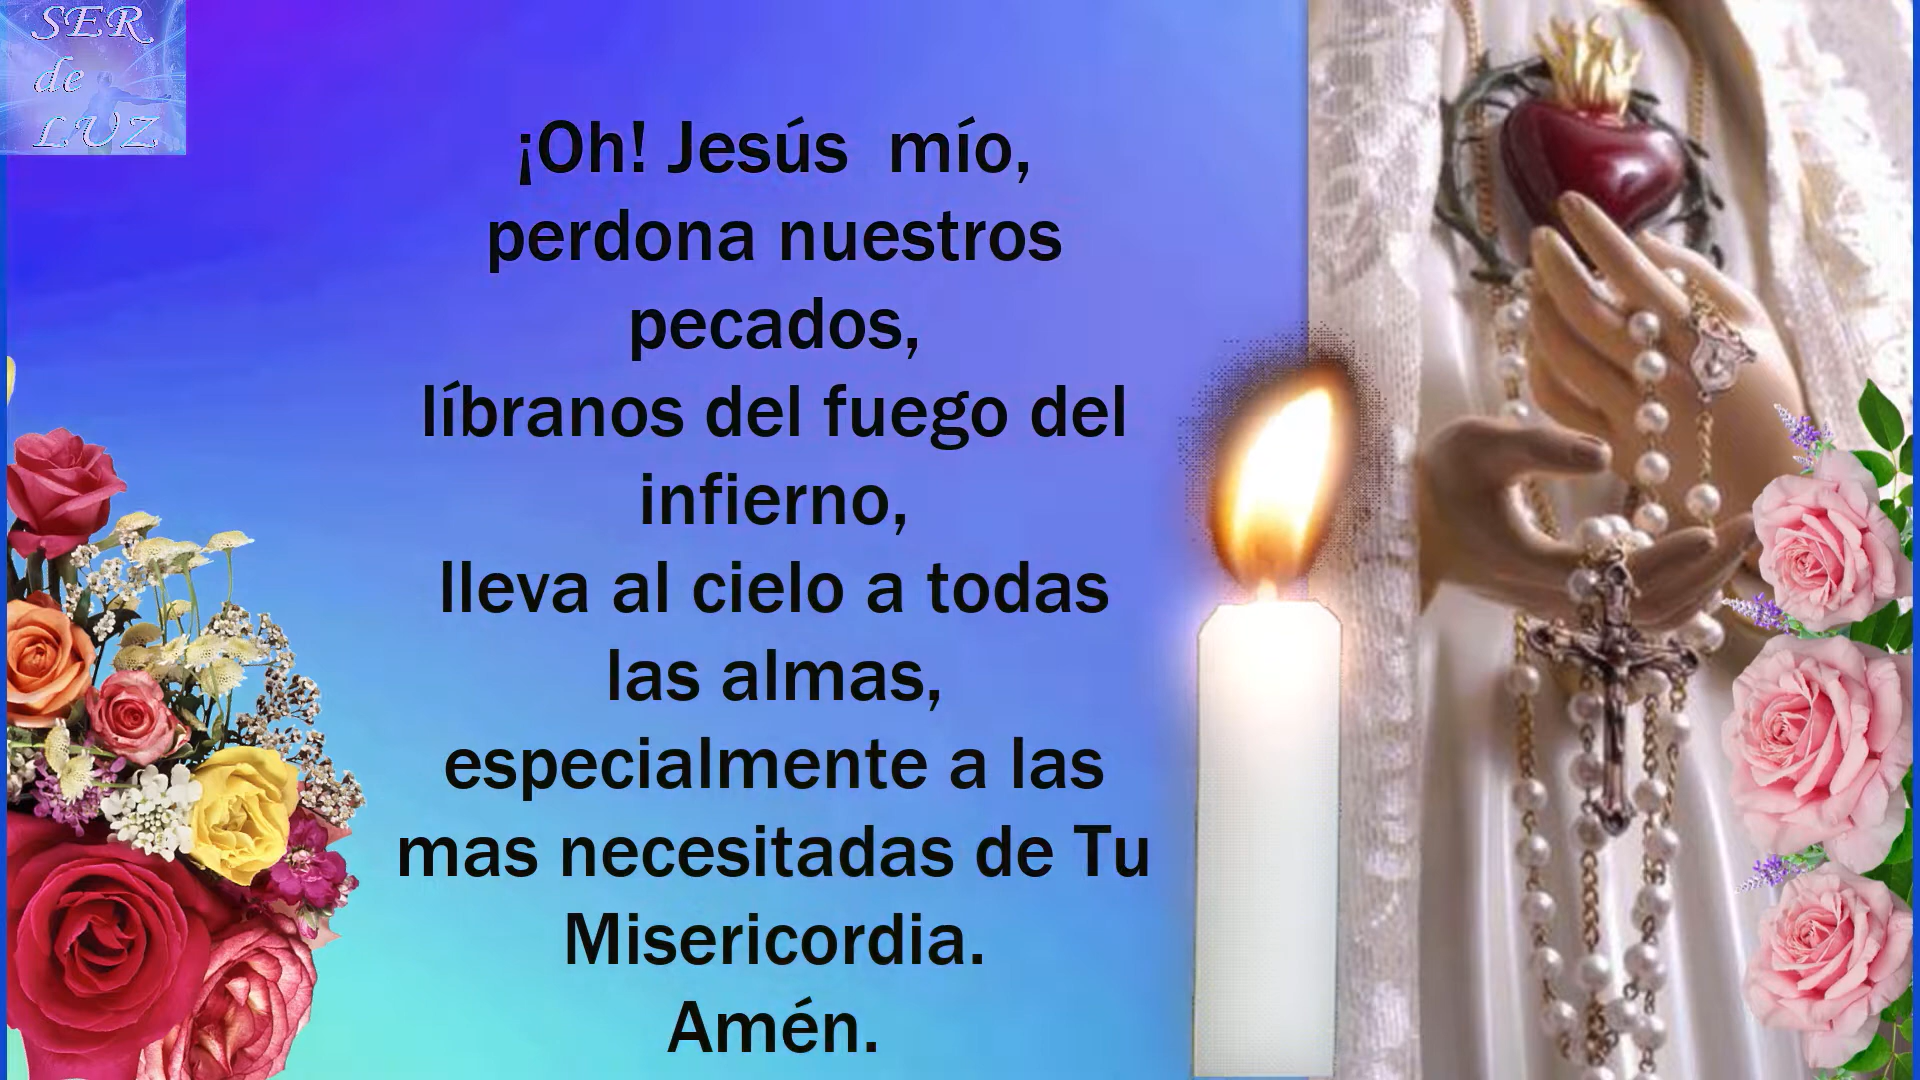 SER
de
LUZ
¡Oh! Jesús mío,
perdona nuestros
pecados,
líbranos del fuego del
infierno,
lleva al cielo a todas
las almas,
especialmente a las
mas necesitadas de Tu
Misericordia.
Amén.